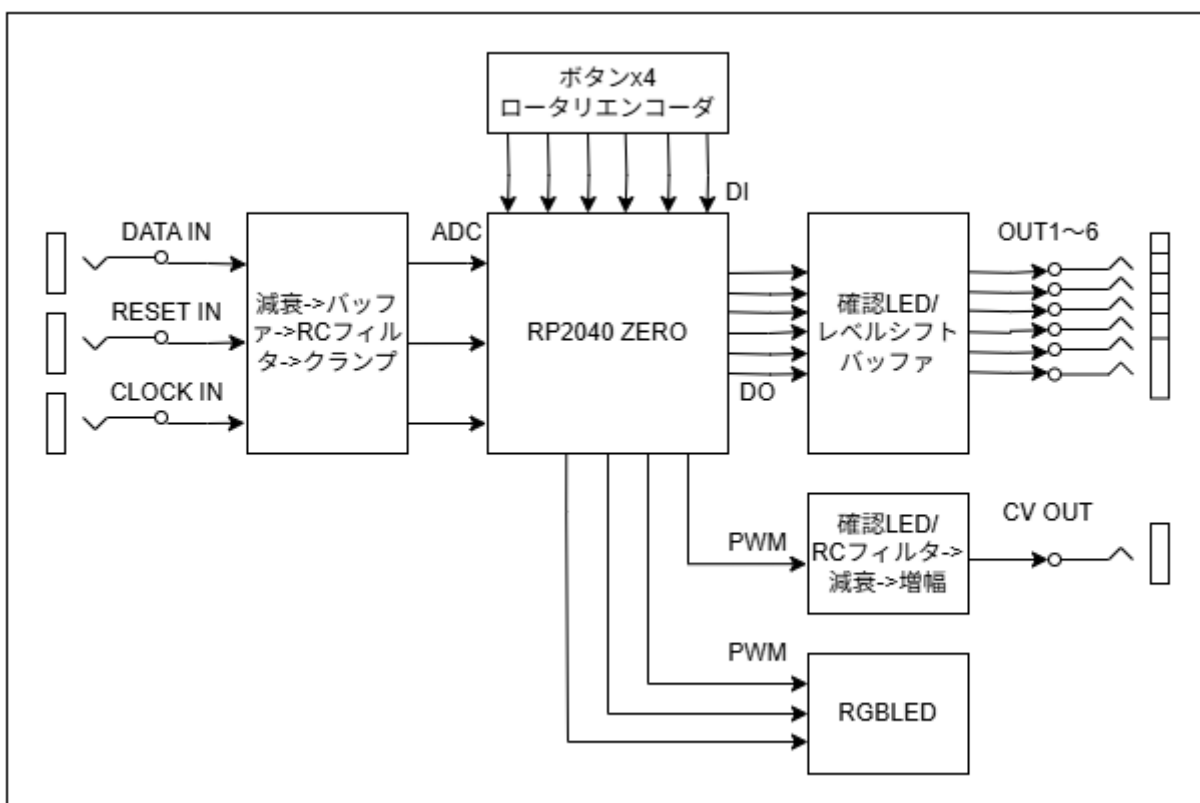 ボタンx4
ロータリエンコーダ
DI
DATA IN
RESET IN
CLOCK IN
減衰->バッフ
ァ->RCフィル
タ->クランプ
ADC
RP2040 ZERO
DO
確認LED/
レベルシフト
バッファ
OUT1～6
PWM
確認LED/
RCフィルタ->
減衰->増幅
CV OUT
PWM
RGBLED